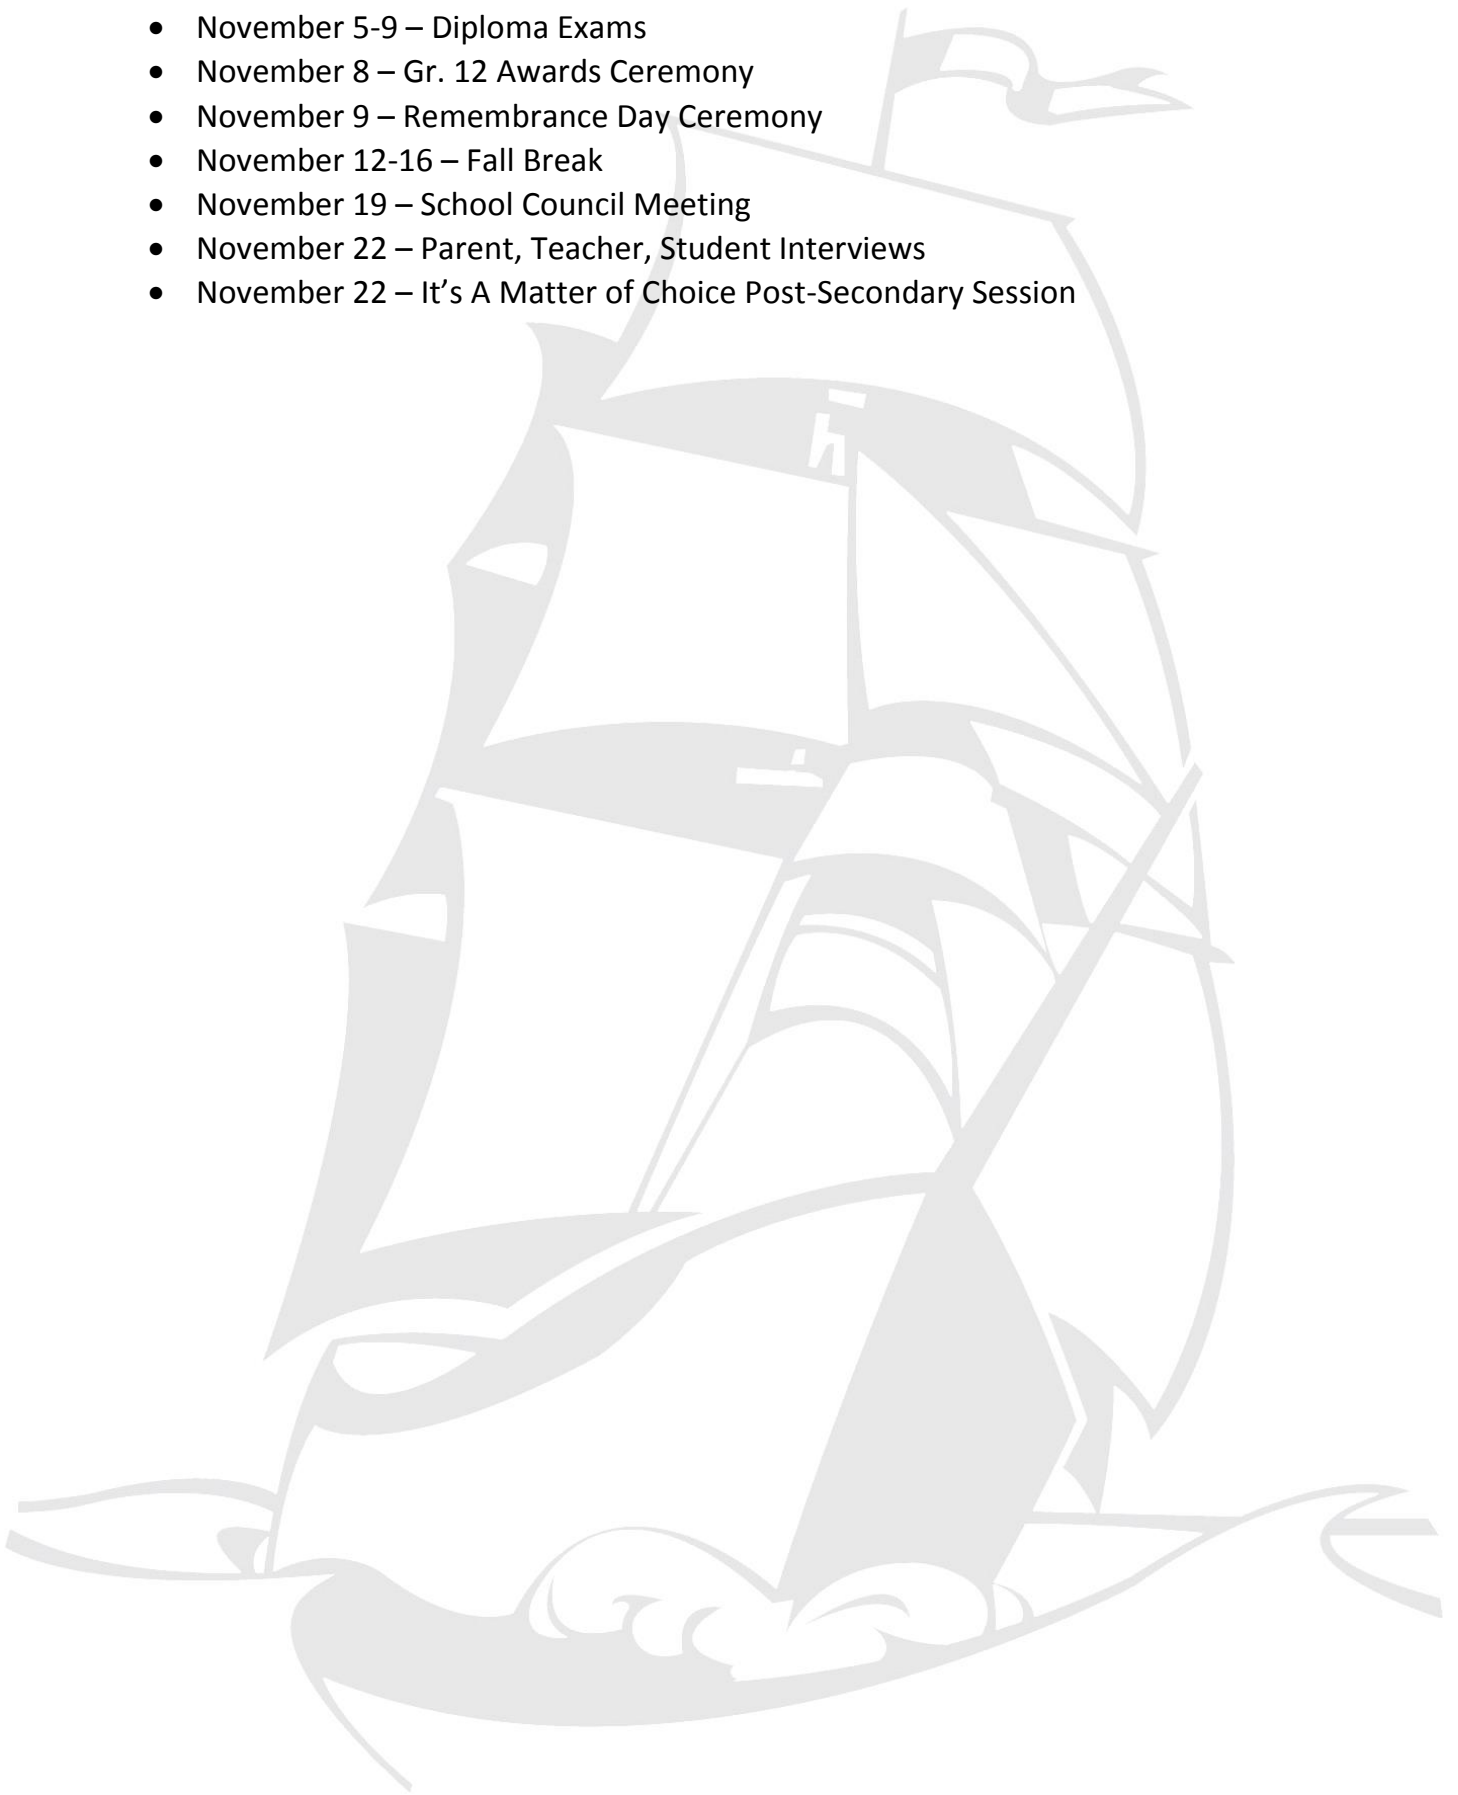 • November 5-9 – Diploma Exams
• November 8 – Gr. 12 Awards Ceremony
• November 9 – Remembrance Day Ceremony
• November 12-16 – Fall Break
• November 19 – School Council Meeting
• November 22 – Parent, Teacher, Student Interviews
• November 22 – It’s A Matter of Choice Post-Secondary Session